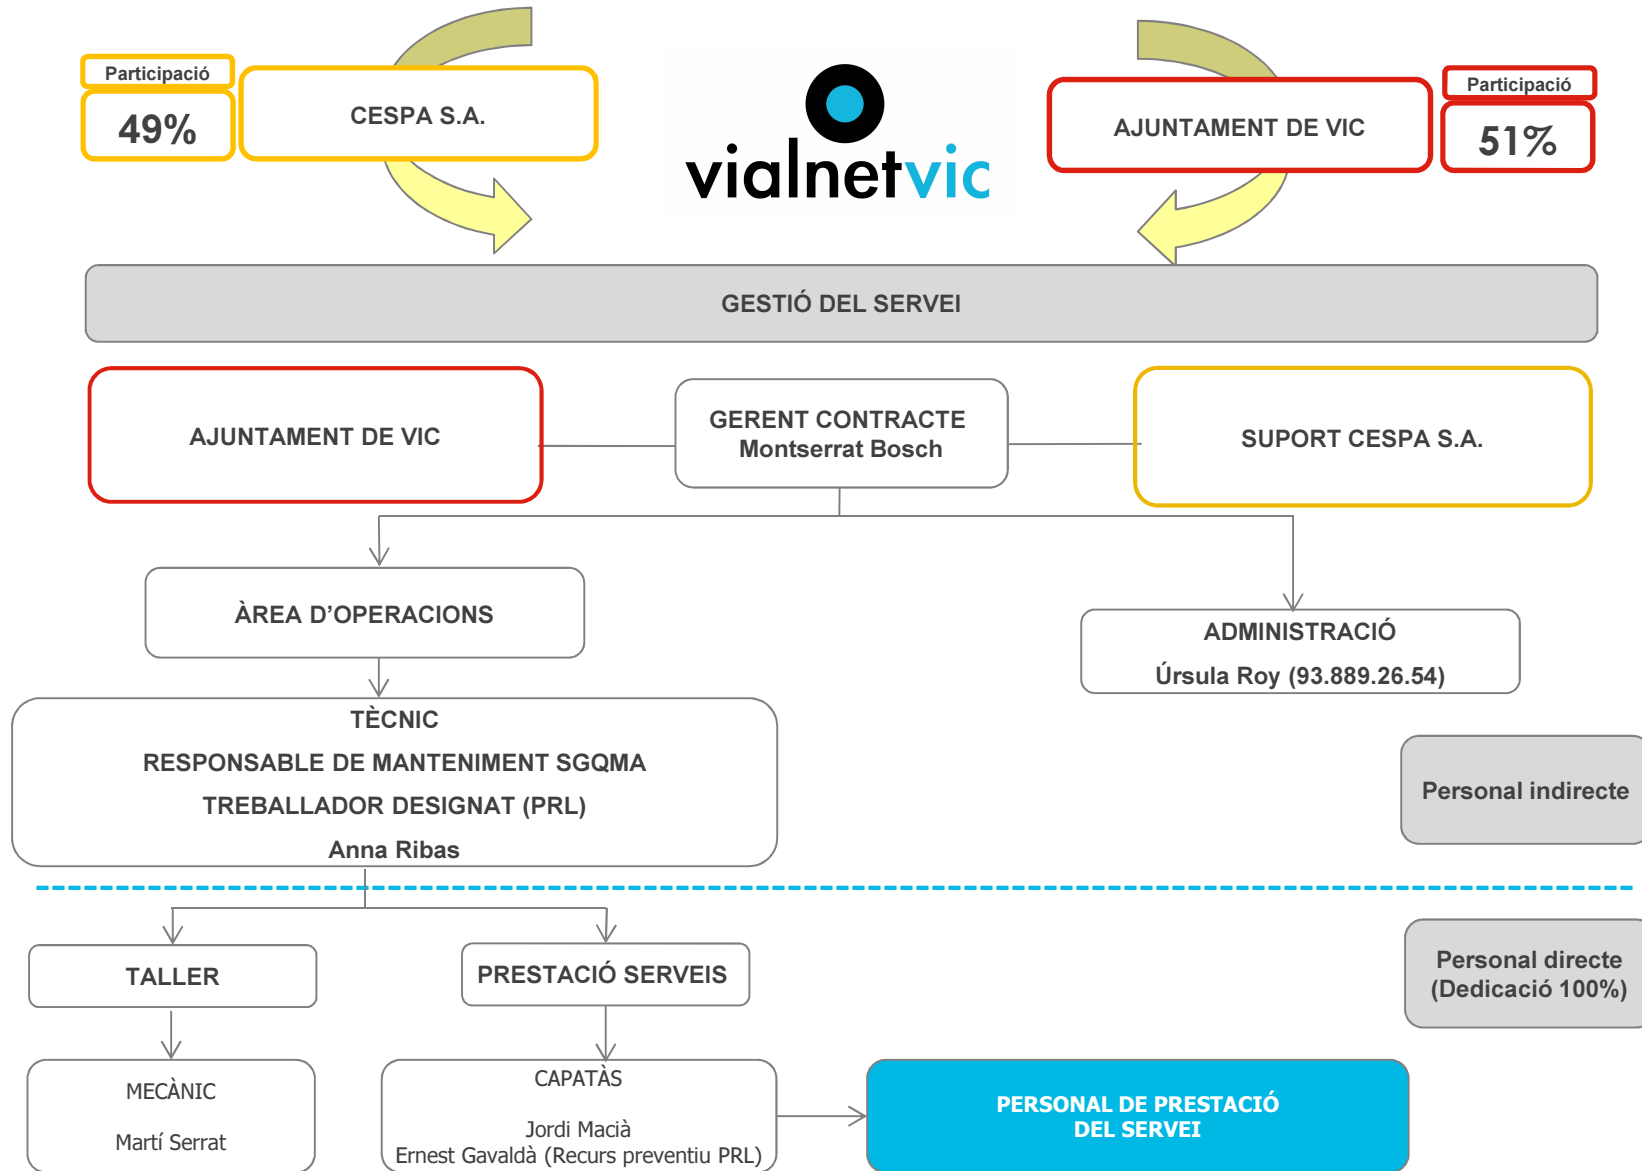 Participació
49%
CESPA S.A.
vialnetvic
AJUNTAMENT DE VIC
Participació
51%
GESTIÓ DEL SERVEI
AJUNTAMENT DE VIC
GERENT CONTRACTE
Montserrat Bosch
SUPORT CESPA S.A.
ÀREA D’OPERACIONS
ADMINISTRACIÓ
Úrsula Roy (93.889.26.54)
TÈCNIC
RESPONSABLE DE MANTENIMENT SGQMA
TREBALLADOR DESIGNAT (PRL)
Anna Ribas
Personal indirecte
TALLER
PRESTACIÓ SERVEIS
Personal directe
(Dedicació 100%)
MECÀNIC
Martí Serrat
CAPATÀS
Jordi Macià
Ernest Gavaldà (Recurs preventiu PRL)
PERSONAL DE PRESTACIÓ
DEL SERVEI